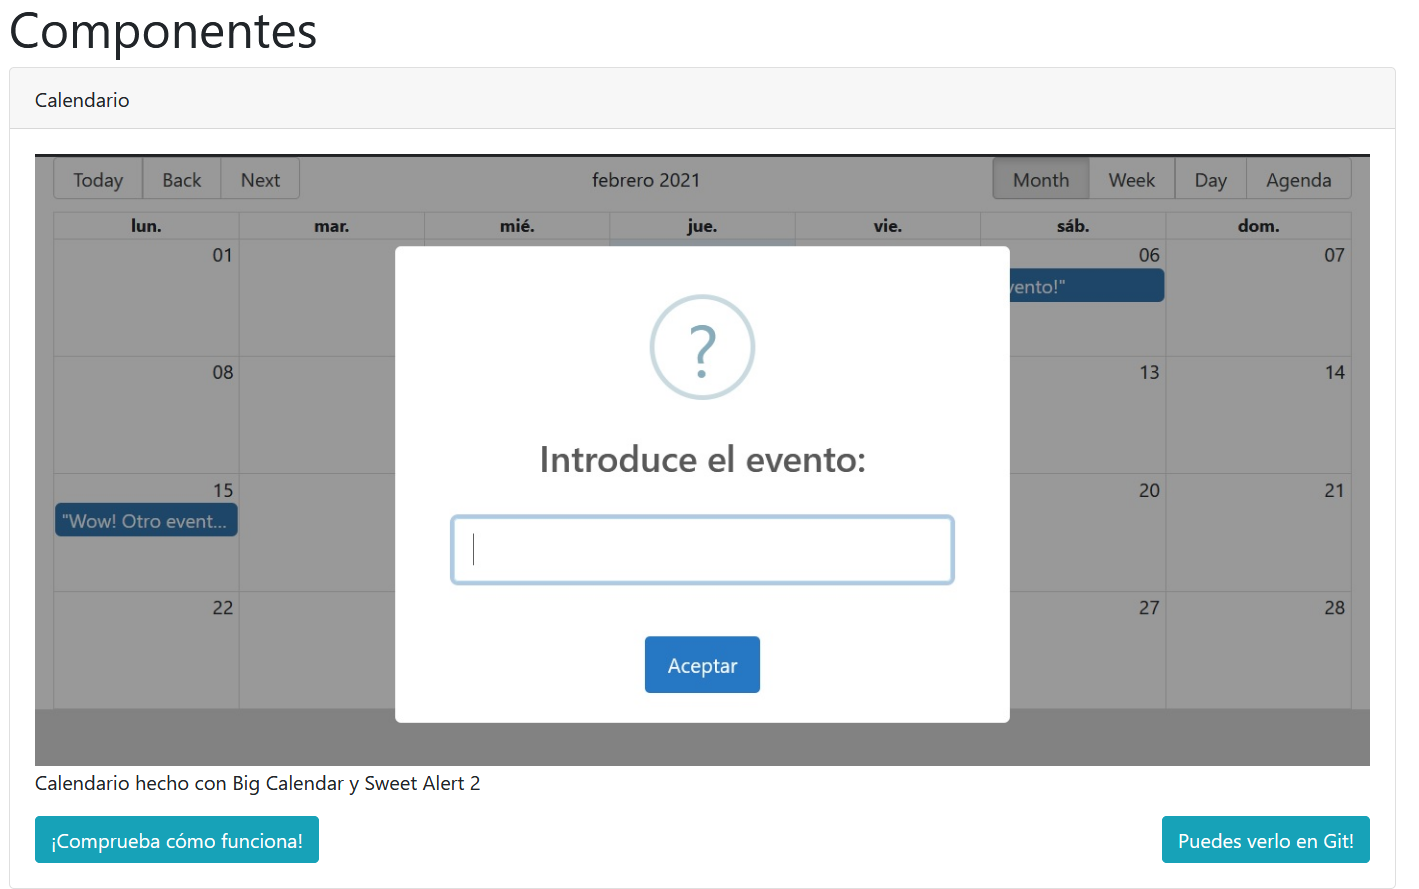 Componentes
Calendario
Today Back Next febrero 2021 Month Week Day Agenda
lun. mar. mié. jue. vie. sáb. dom.
01 06 07
vento!"
?
08 13 14
Introduce el evento:
15 20 21
"Wow! Otro event...
22 27 28
Aceptar
Calendario hecho con Big Calendar y Sweet Alert 2
¡Comprueba cómo funciona! Puedes verlo en Git!